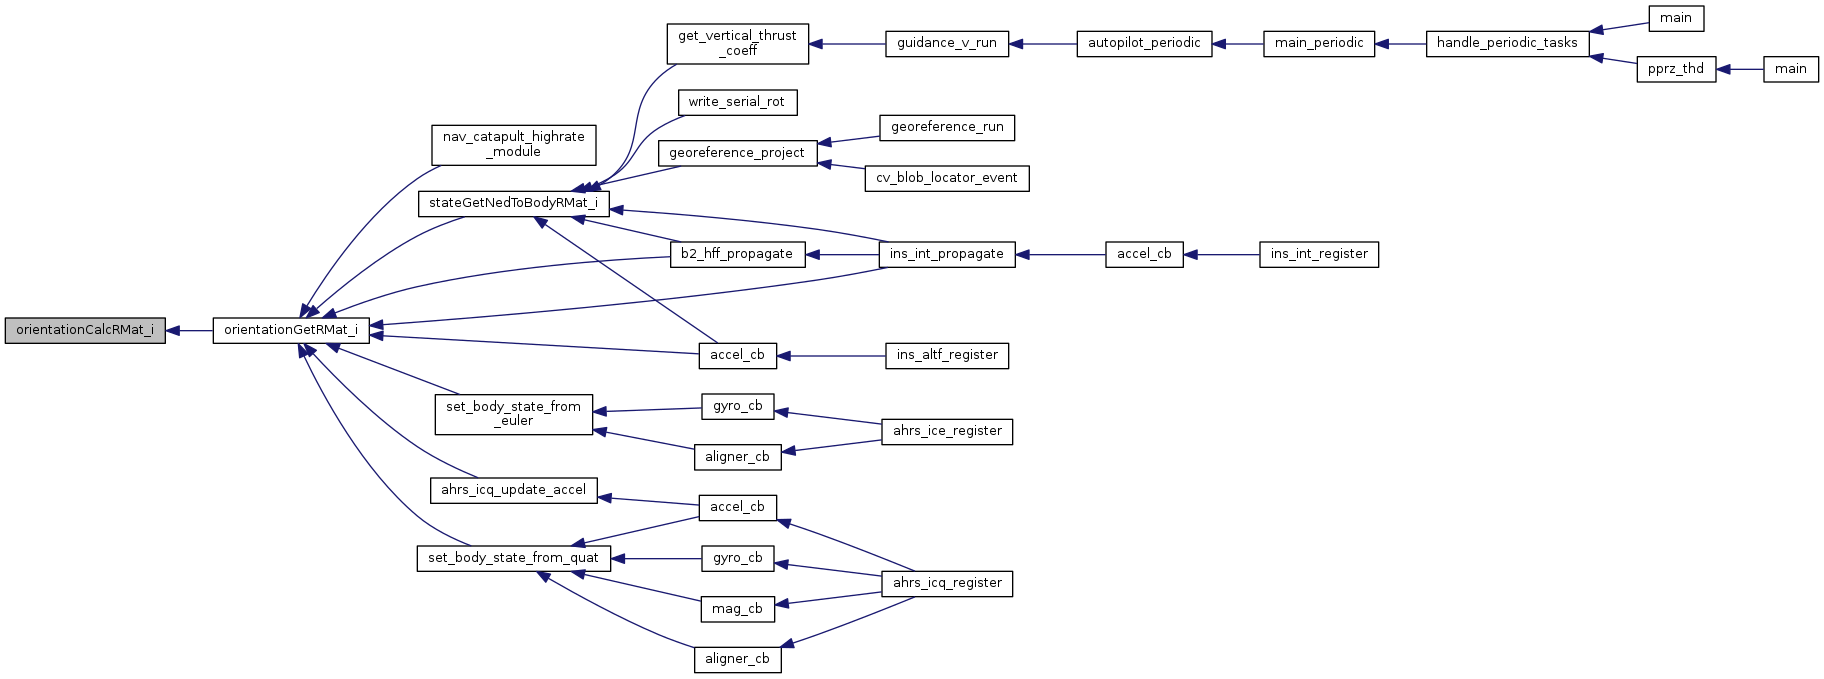 main
get_vertical_thrust
_coeff
guidance_v_run
autopilot_periodic
main_periodic
handle_periodic_tasks
pprz_thd
main
write_serial_rot
nav_catapult_highrate
_module
georeference_run
georeference_project
cv_blob_locator_event
stateGetNedToBodyRMat_i
b2_hff_propagate
ins_int_propagate
accel_cb
ins_int_register
orientationCalcRMat_i
orientationGetRMat_i
accel_cb
ins_altf_register
set_body_state_from
_euler
gyro_cb
ahrs_ice_register
aligner_cb
ahrs_icq_update_accel
accel_cb
set_body_state_from_quat
gyro_cb
ahrs_icq_register
mag_cb
aligner_cb